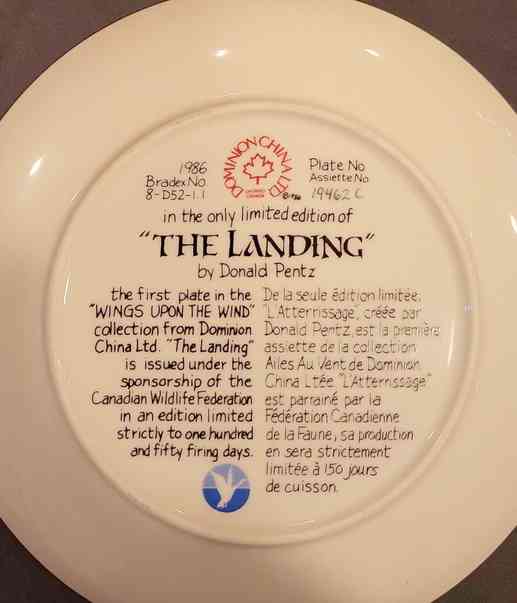 DOMINION CHINA LTD.
1986
Bradex No.
8-D52-1.1
Plate No
Assiette No.
19462 C
in the only limited edition of
"THE LANDING"
by Donald Pentz
the first plate in the
"WINGS UPON THE WIND"
collection from Dominion
China Ltd. "The Landing"
is issued under the
sponsorship of the
Canadian Wildlife Federation
in an edition limited
strictly to one hundred
and fifty firing days.
De la seule édition limitée,
"L'Atterrissage", créée par
Donald Pentz, est la première
assiette de la collection
Ailes Au Vent de Dominion
China Ltée. "L'Atterrissage"
est parrainé par la
Fédération Canadienne
de la Faune, sa production
en sera strictement
limitée à 150 jours
de cuisson.